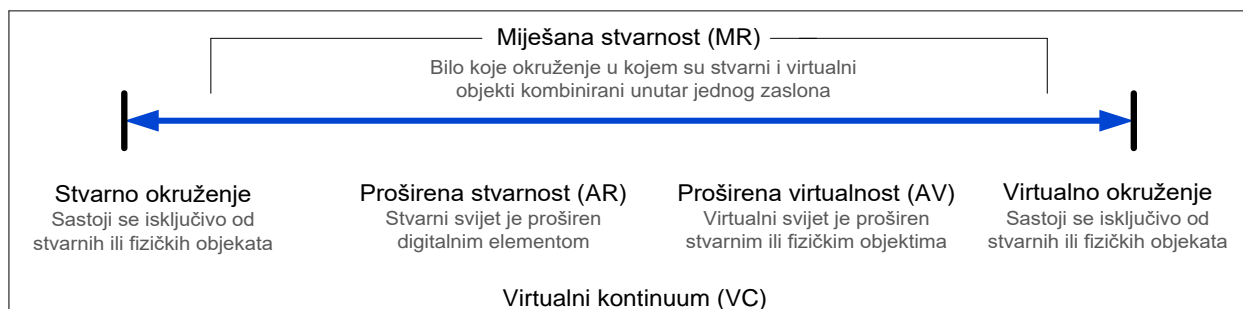 Miješana stvarnost (MR)
Bilo koje okruženje u kojem su stvarni i virtualni
objekti kombinirani unutar jednog zaslona
Stvarno okruženje
Sastoji se isključivo od
stvarnih ili fizičkih objekata
Proširena stvarnost (AR)
Stvarni svijet je proširen
digitalnim elementom
Proširena virtualnost (AV)
Virtualni svijet je proširen
stvarnim ili fizičkim objektima
Virtualno okruženje
Sastoji se isključivo od
stvarnih ili fizičkih objekata
Virtualni kontinuum (VC)